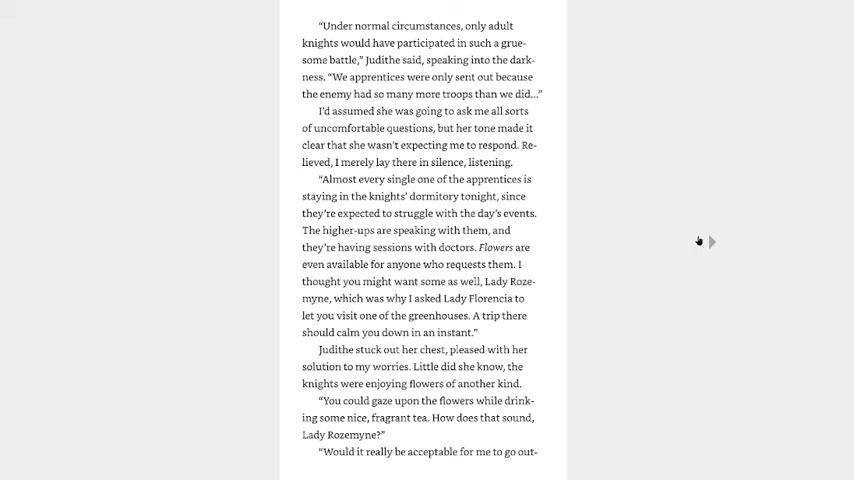 “Under normal circumstances, only adult
knights would have participated in such a grue-
some battle,” Judithe said, speaking into the dark-
ness. “We apprentices were only sent out because
the enemy had so many more troops than we did...”
I’d assumed she was going to ask me all sorts
of uncomfortable questions, but her tone made it
clear that she wasn’t expecting me to respond. Re-
lieved, I merely lay there in silence, listening.
“Almost every single one of the apprentices is
staying in the knights’ dormitory tonight, since
they’re expected to struggle with the day’s events.
The higher-ups are speaking with them, and
they’re having sessions with doctors. Flowers are
even available for anyone who requests them. I
thought you might want some as well, Lady Roze-
myne, which was why I asked Lady Florencia to
let you visit one of the greenhouses. A trip there
should calm you down in an instant.”
Judithe stuck out her chest, pleased with her
solution to my worries. Little did she know, the
knights were enjoying flowers of another kind.
“You could gaze upon the flowers while drink-
ing some nice, fragrant tea. How does that sound,
Lady Rozemyne?”
“Would it really be acceptable for me to go out-